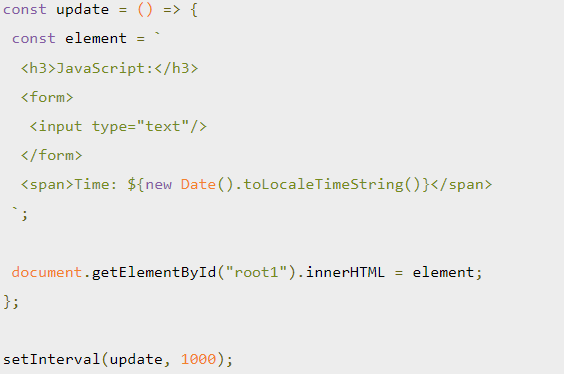 const update = () => {
const element = `
<h3>JavaScript:</h3>
<form>
<input type="text"/>
</form>
<span>Time: ${new Date().toLocaleTimeString()}</span>
`;
document.getElementById("root1").innerHTML = element;
};
setInterval(update, 1000);